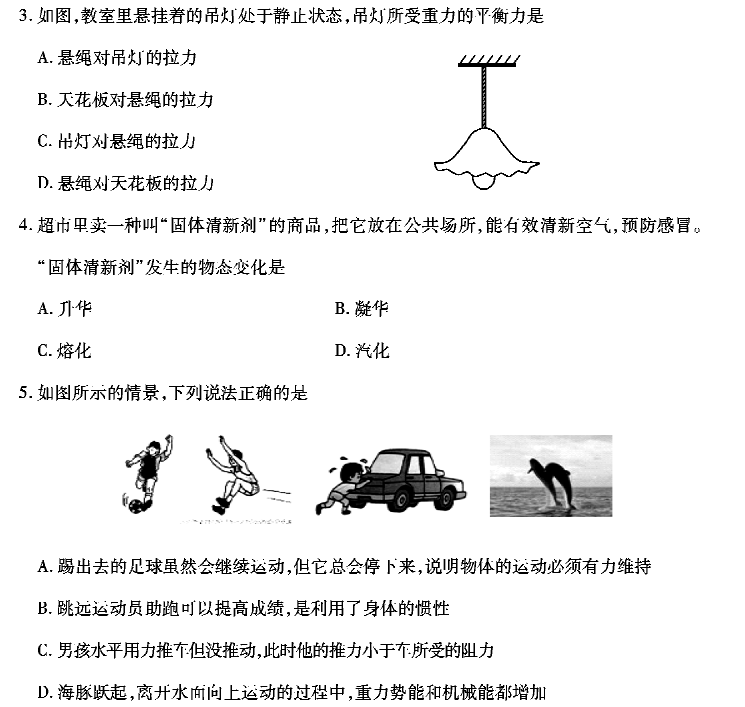 3. 如图,教室里悬挂着的吊灯处于静止状态,吊灯所受重力的平衡力是
A. 悬绳对吊灯的拉力
B. 天花板对悬绳的拉力
C. 吊灯对悬绳的拉力
D. 悬绳对天花板的拉力
4. 超市里卖一种叫“固体清新剂”的商品,把它放在公共场所,能有效清新空气,预防感冒。
“固体清新剂”发生的物态变化是
A. 升华 B. 凝华
C. 熔化 D. 汽化
5. 如图所示的情景,下列说法正确的是
A. 踢出去的足球虽然会继续运动,但它总会停下来,说明物体的运动必须有力维持
B. 跳远运动员助跑可以提高成绩,是利用了身体的惯性
C. 男孩水平用力推车但没推动,此时他的推力小于车所受的阻力
D. 海豚跃起,离开水面向上运动的过程中,重力势能和机械能都增加